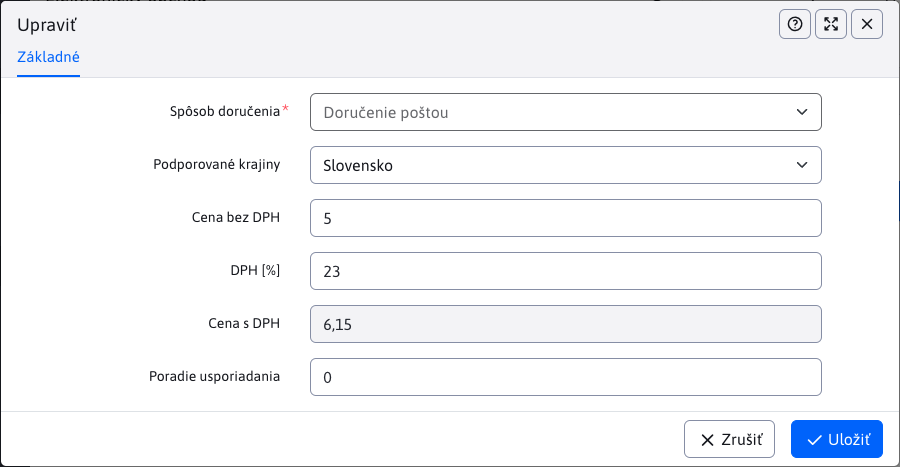 Upraviť
Základné
Spôsob doručenia*
Doručenie poštou
Podporované krajiny
Slovensko
Cena bez DPH
5
DPH [%]
23
Cena s DPH
6,15
Poradie usporiadania
0
Zrušiť
Uložiť